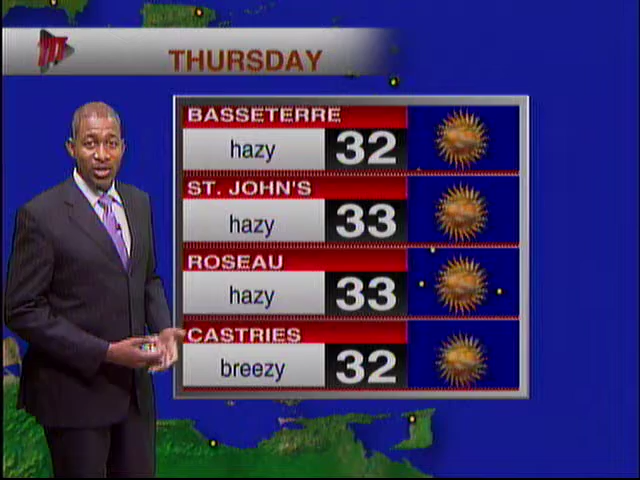 THURSDAY
BASSETERRE
hazy 32
ST. JOHN'S
hazy 33
ROSEAU
hazy 33
CASTRIES
breezy 32